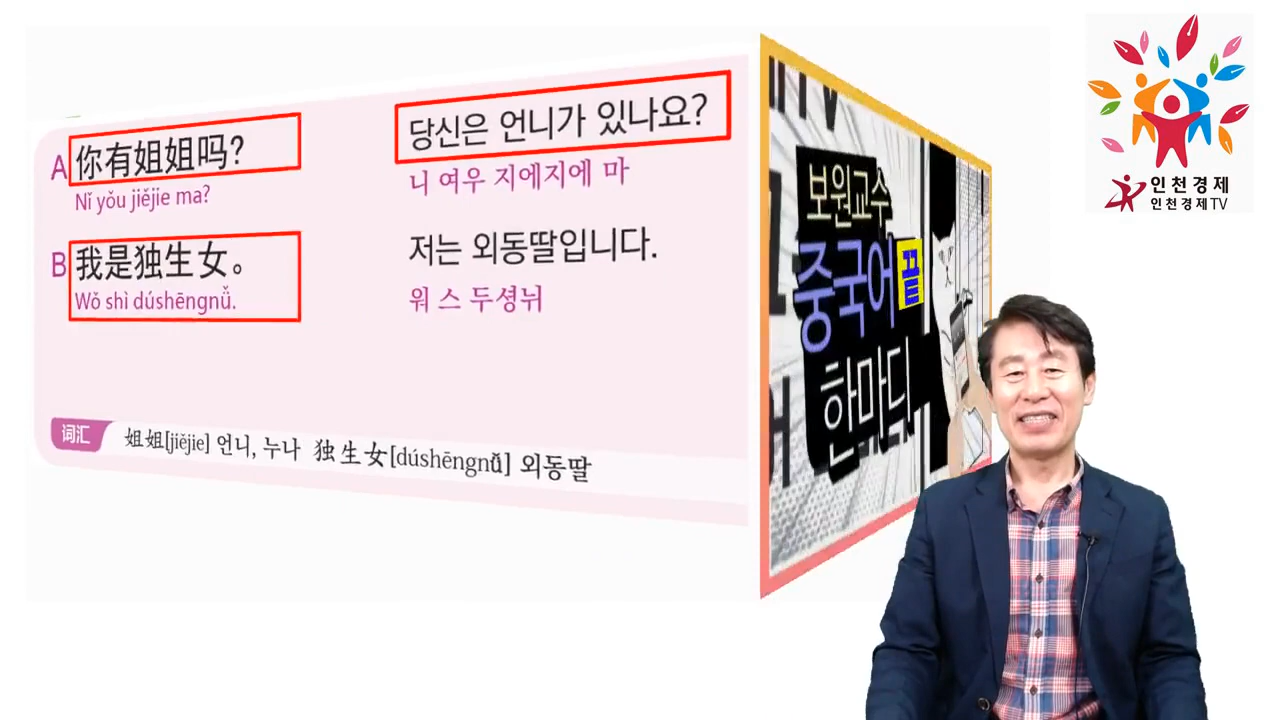 A 你有姐姐吗?
Nǐ yǒu jiějie ma?
당신은 언니가 있나요?
니 여우 지에지에 마
B 我是独生女。
Wǒ shì dúshēngnǚ.
저는 외동딸입니다.
워 스 두셩뉘
词汇 姐姐[jiějie] 언니, 누나 独生女[dúshēngnǚ] 외동딸
보원교수
중국어 끝
한마디
인천경제
인천경제TV